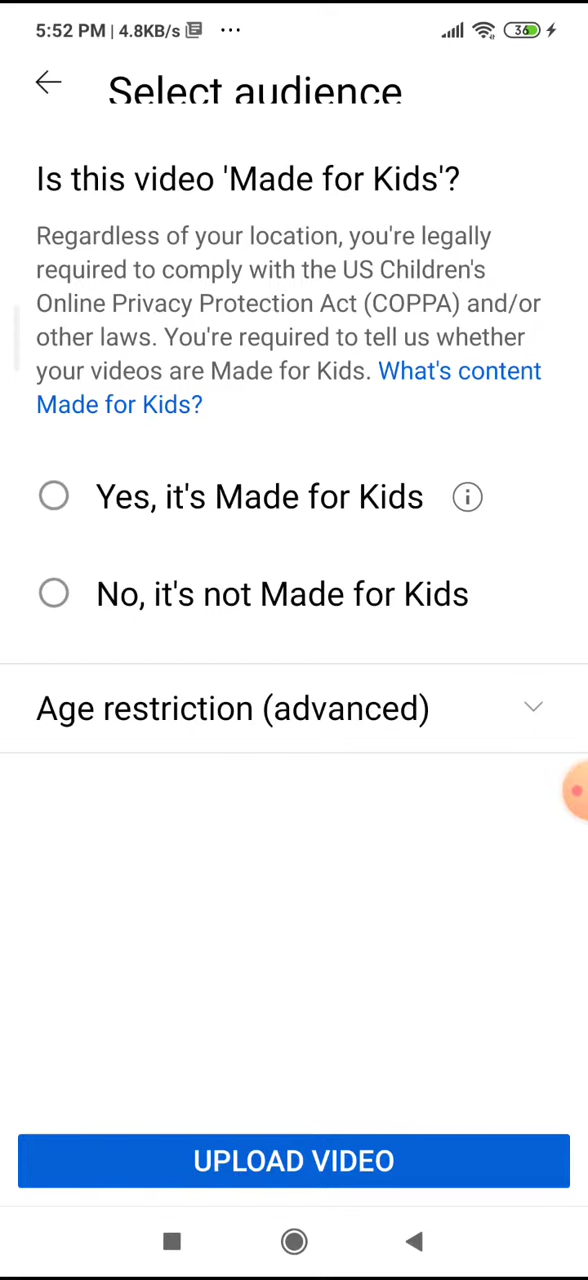 5:52 PM | 4.8KB/s ... 36
Select audience
Is this video 'Made for Kids'?
Regardless of your location, you're legally
required to comply with the US Children's
Online Privacy Protection Act (COPPA) and/or
other laws. You're required to tell us whether
your videos are Made for Kids. What's content
Made for Kids?
Yes, it's Made for Kids
No, it's not Made for Kids
Age restriction (advanced)
UPLOAD VIDEO